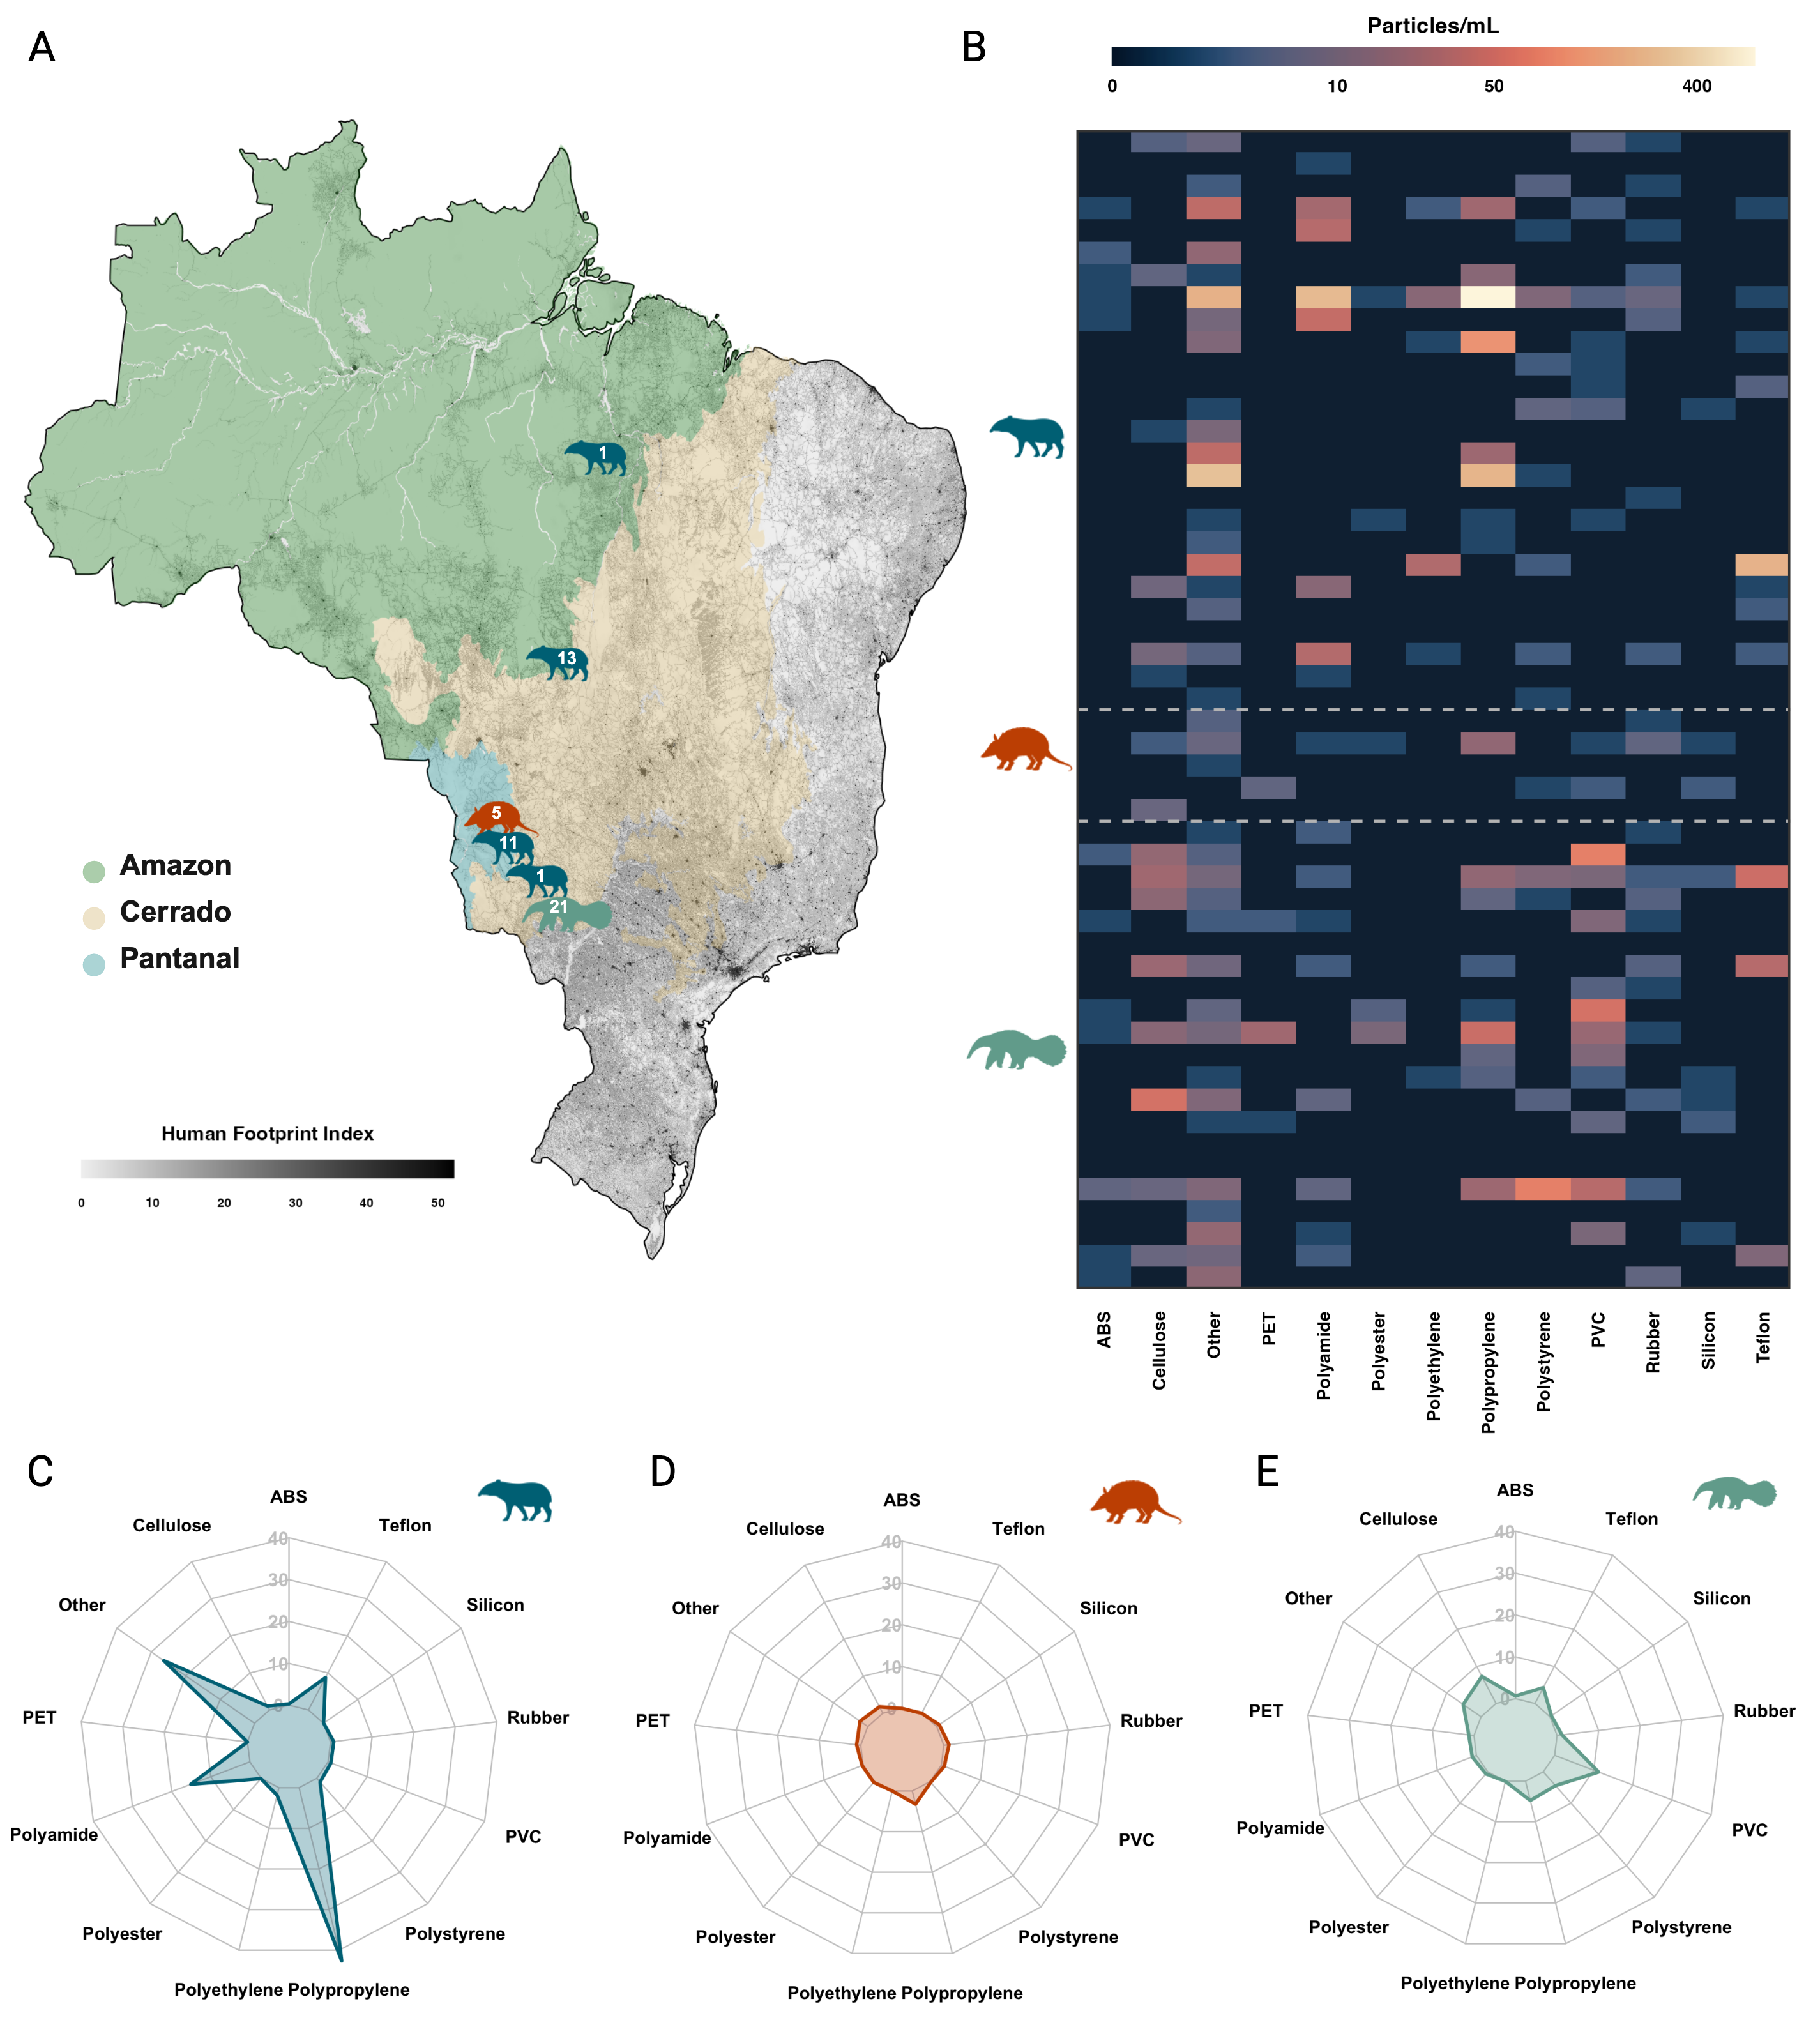 A
B
Particles/mL
0 10 50 400
1
13
5
11
1
21
Amazon
Cerrado
Pantanal
Human Footprint Index
0 10 20 30 40 50
ABS
Cellulose
Other
PET
Polyamide
Polyester
Polyethylene
Polypropylene
Polystyrene
PVC
Rubber
Silicon
Teflon
C
ABS
Teflon
Silicon
Rubber
PVC
Polystyrene
Polyethylene Polypropylene
Polyester
Polyamide
PET
Other
Cellulose
40
30
20
10
0
D
ABS
Teflon
Silicon
Rubber
PVC
Polystyrene
Polyethylene Polypropylene
Polyester
Polyamide
PET
Other
Cellulose
40
30
20
10
0
E
ABS
Teflon
Silicon
Rubber
PVC
Polystyrene
Polyethylene Polypropylene
Polyester
Polyamide
PET
Other
Cellulose
40
30
20
10
0